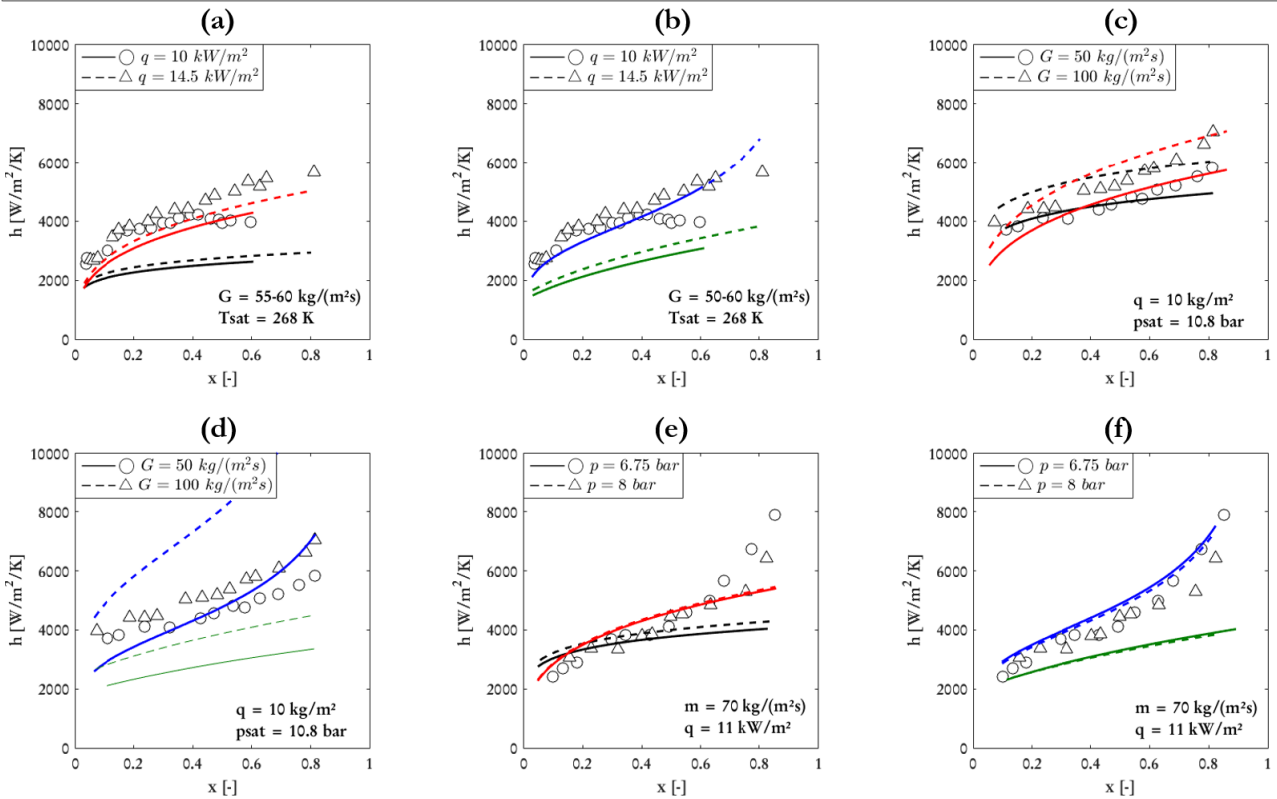 (a)
10000
8000
6000
4000
2000
0
h [W/m²/K]
q = 10 kW/m²
q = 14.5 kW/m²
G = 55-60 kg/(m²s)
Tsat = 268 K
0 0.2 0.4 0.6 0.8 1
x [-]
(b)
10000
8000
6000
4000
2000
0
h [W/m²/K]
q = 10 kW/m²
q = 14.5 kW/m²
G = 50-60 kg/(m²s)
Tsat = 268 K
0 0.2 0.4 0.6 0.8 1
x [-]
(c)
10000
8000
6000
4000
2000
0
h [W/m²/K]
G = 50 kg/(m²s)
G = 100 kg/(m²s)
q = 10 kg/m²
psat = 10.8 bar
0 0.2 0.4 0.6 0.8 1
x [-]
(d)
10000
8000
6000
4000
2000
0
h [W/m²/K]
G = 50 kg/(m²s)
G = 100 kg/(m²s)
q = 10 kg/m²
psat = 10.8 bar
0 0.2 0.4 0.6 0.8 1
x [-]
(e)
10000
8000
6000
4000
2000
0
h [W/m²/K]
p = 6.75 bar
p = 8 bar
m = 70 kg/(m²s)
q = 11 kW/m²
0 0.2 0.4 0.6 0.8 1
x [-]
(f)
10000
8000
6000
4000
2000
0
h [W/m²/K]
p = 6.75 bar
p = 8 bar
m = 70 kg/(m²s)
q = 11 kW/m²
0 0.2 0.4 0.6 0.8 1
x [-]